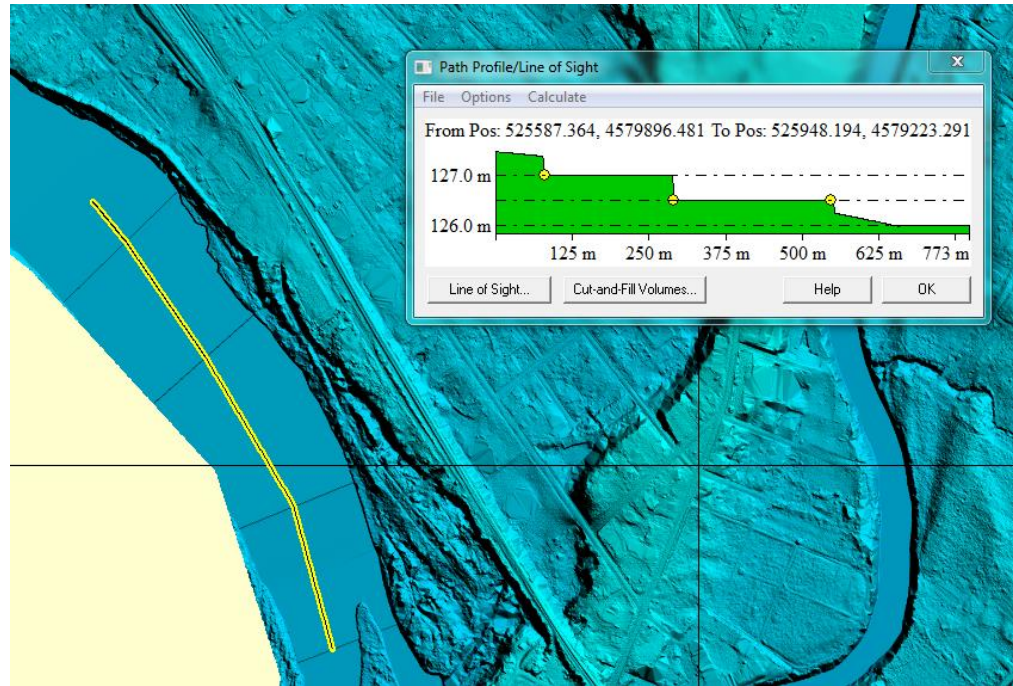 Path Profile/Line of Sight
File Options Calculate
From Pos: 525587.364, 4579896.481 To Pos: 525948.194, 4579223.291
127.0 m
126.0 m
125 m 250 m 375 m 500 m 625 m 773 m
Line of Sight... Cut-and-Fill Volumes... Help OK